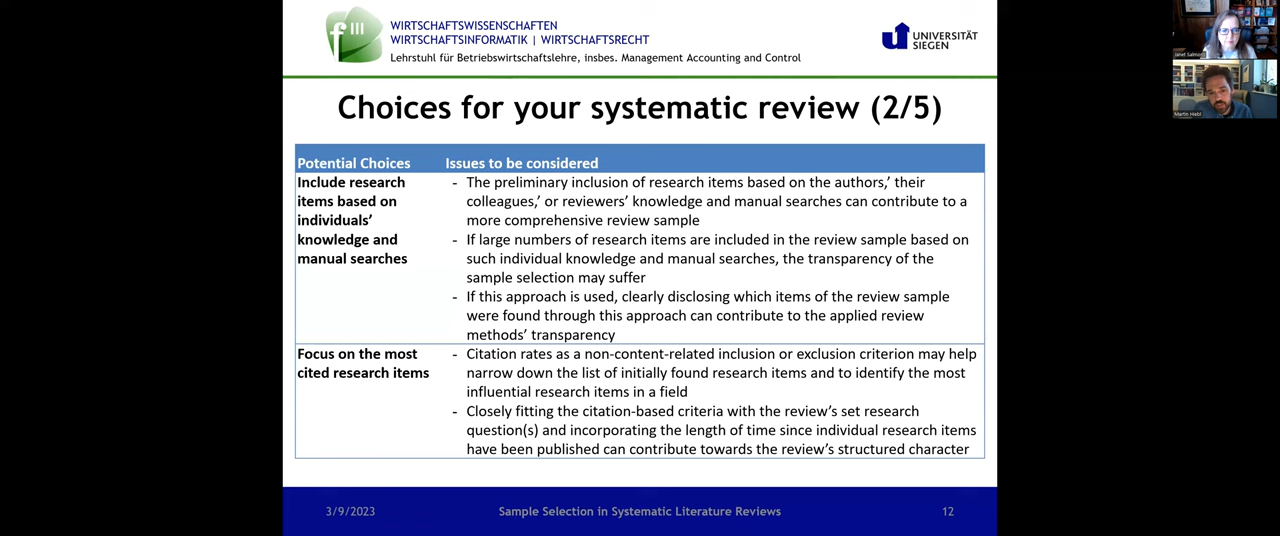 f III
WIRTSCHAFTSWISSENSCHAFTEN
WIRTSCHAFTSINFORMATIK | WIRTSCHAFTSRECHT
Lehrstuhl für Betriebswirtschaftslehre, insbes. Management Accounting and Control
UNIVERSITÄT
SIEGEN
Janet Salmons
Martin Hiebl
Choices for your systematic review (2/5)
Potential Choices Issues to be considered
Include research
items based on
individuals’
knowledge and
manual searches
- The preliminary inclusion of research items based on the authors,’ their
colleagues,’ or reviewers’ knowledge and manual searches can contribute to a
more comprehensive review sample
- If large numbers of research items are included in the review sample based on
such individual knowledge and manual searches, the transparency of the
sample selection may suffer
- If this approach is used, clearly disclosing which items of the review sample
were found through this approach can contribute to the applied review
methods’ transparency
Focus on the most
cited research items
- Citation rates as a non-content-related inclusion or exclusion criterion may help
narrow down the list of initially found research items and to identify the most
influential research items in a field
- Closely fitting the citation-based criteria with the review’s set research
question(s) and incorporating the length of time since individual research items
have been published can contribute towards the review’s structured character
3/9/2023
Sample Selection in Systematic Literature Reviews
12